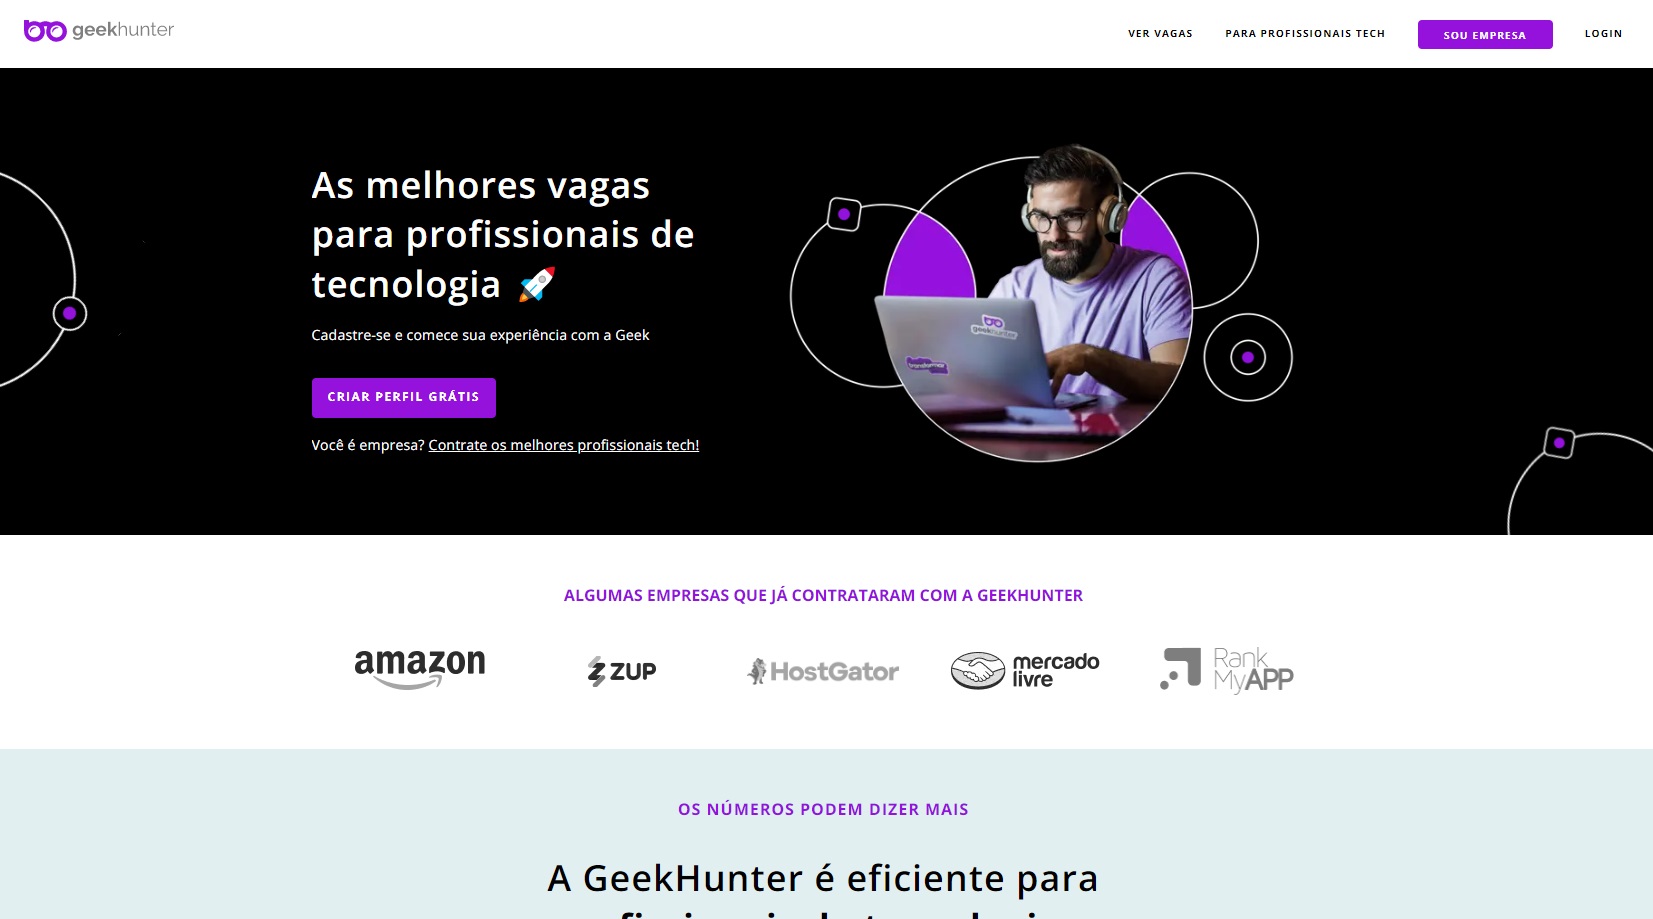 geekhunter
VER VAGAS
PARA PROFISSIONAIS TECH
SOU EMPRESA
LOGIN
As melhores vagas
para profissionais de
tecnologia 🚀
Cadastre-se e comece sua experiência com a Geek
CRIAR PERFIL GRÁTIS
Você é empresa? Contrate os melhores profissionais tech!
geekhunter
ALGUMAS EMPRESAS QUE JÁ CONTRATARAM COM A GEEKHUNTER
amazon
ZUP
HostGator
mercado
livre
Rank
MyAPP
OS NÚMEROS PODEM DIZER MAIS
A GeekHunter é eficiente para